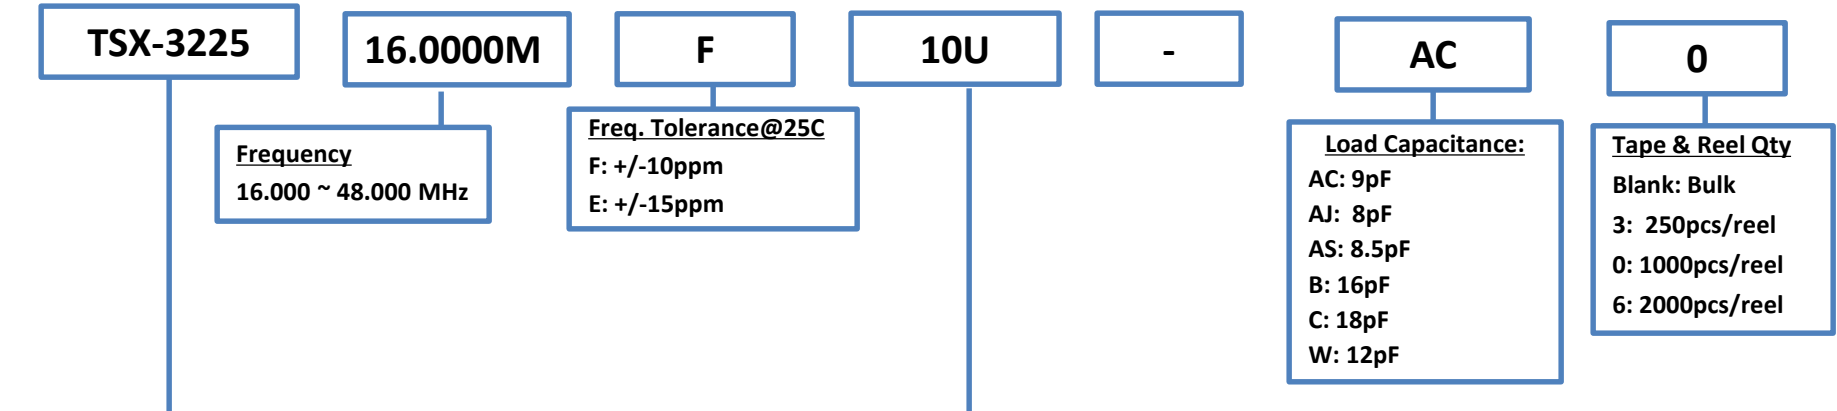 TSX-3225
16.0000M
F
10U
-
AC
0
Frequency
16.000 ~ 48.000 MHz
Freq. Tolerance@25C
F: +/-10ppm
E: +/-15ppm
Load Capacitance:
AC: 9pF
AJ: 8pF
AS: 8.5pF
B: 16pF
C: 18pF
W: 12pF
Tape & Reel Qty
Blank: Bulk
3: 250pcs/reel
0: 1000pcs/reel
6: 2000pcs/reel